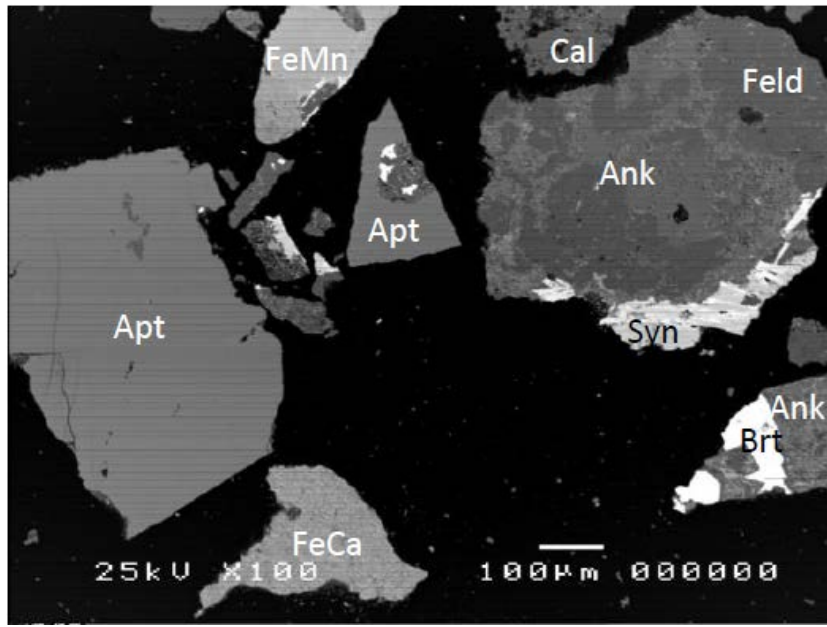 FeMn
Cal
Feld
Ank
Apt
Apt
Syn
Ank
Brt
FeCa
25kV X100 100μm 000000